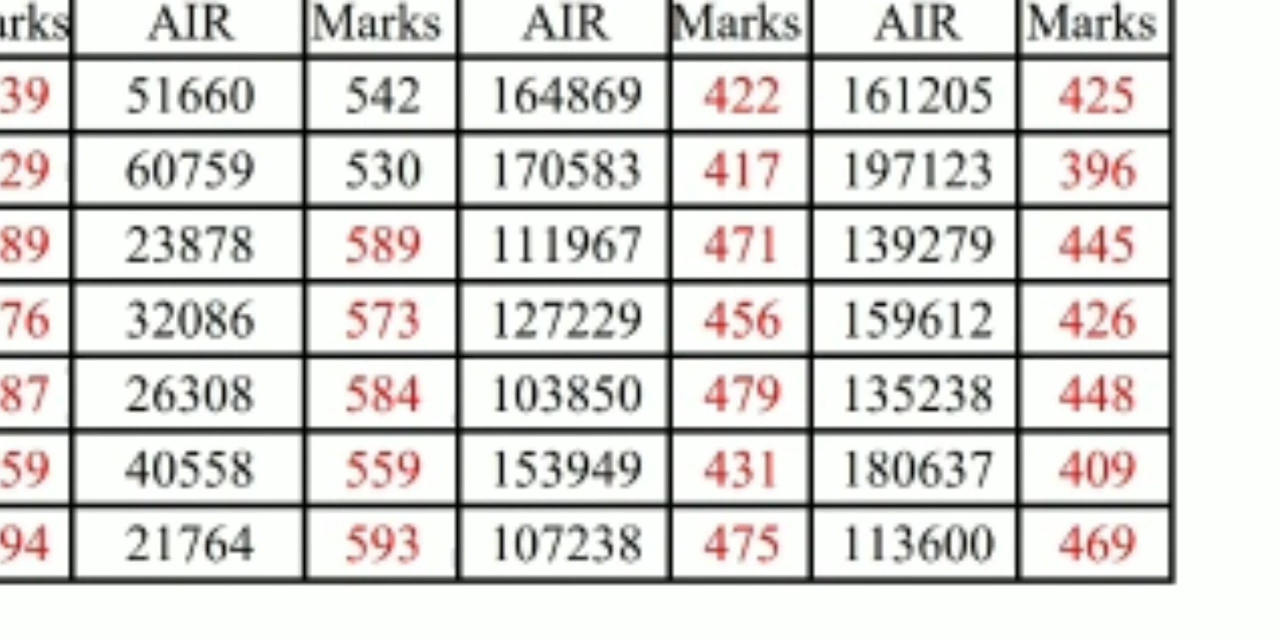 AIR Marks AIR Marks AIR Marks
39 51660 542 164869 422 161205 425
29 60759 530 170583 417 197123 396
89 23878 589 111967 471 139279 445
76 32086 573 127229 456 159612 426
87 26308 584 103850 479 135238 448
59 40558 559 153949 431 180637 409
94 21764 593 107238 475 113600 469